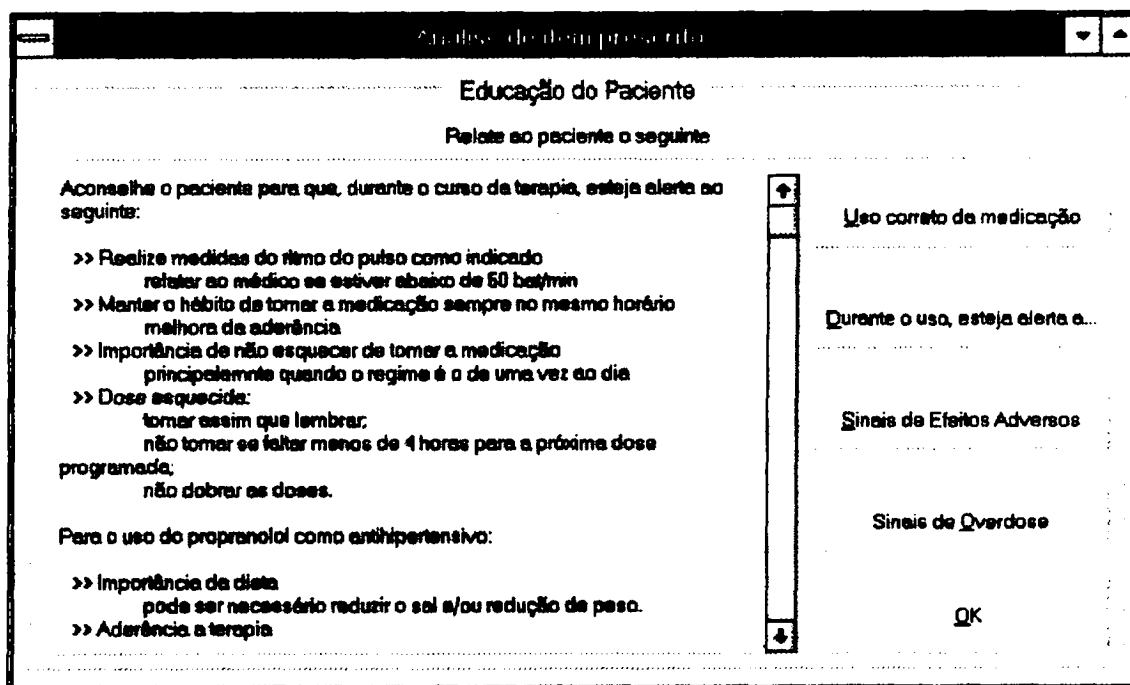 Análise do item prescrito
Educação do Paciente
Relate ao paciente o seguinte
Aconselhe o paciente para que, durante o curso da terapia, esteja alerta ao
seguinte:
>> Realize medidas do ritmo do pulso como indicado
relatar ao médico se estiver abaixo de 50 bat/min
>> Manter o hábito de tomar a medicação sempre no mesmo horário
melhora da aderência
>> Importância de não esquecer de tomar a medicação
principalemnte quando o regime é o de uma vez ao dia
>> Dose esquecida:
tomar assim que lembrar;
não tomar se faltar menos de 4 horas para a próxima dose
programada;
não dobrar as doses.
Para o uso do propranolol como antihipertensivo:
>> Importância da dieta
pode ser necessário reduzir o sal e/ou redução de peso.
>> Aderência a terapia
Uso correto da medicação
Durante o uso, esteja alerta a...
Sinais de Efeitos Adversos
Sinais de Overdose
OK